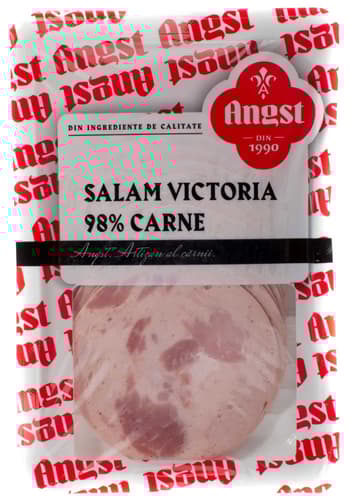 Angst
DIN
1990
DIN INGREDIENTE DE CALITATE
SALAM VICTORIA
98% CARNE
Angst. Artizan al cărnii.